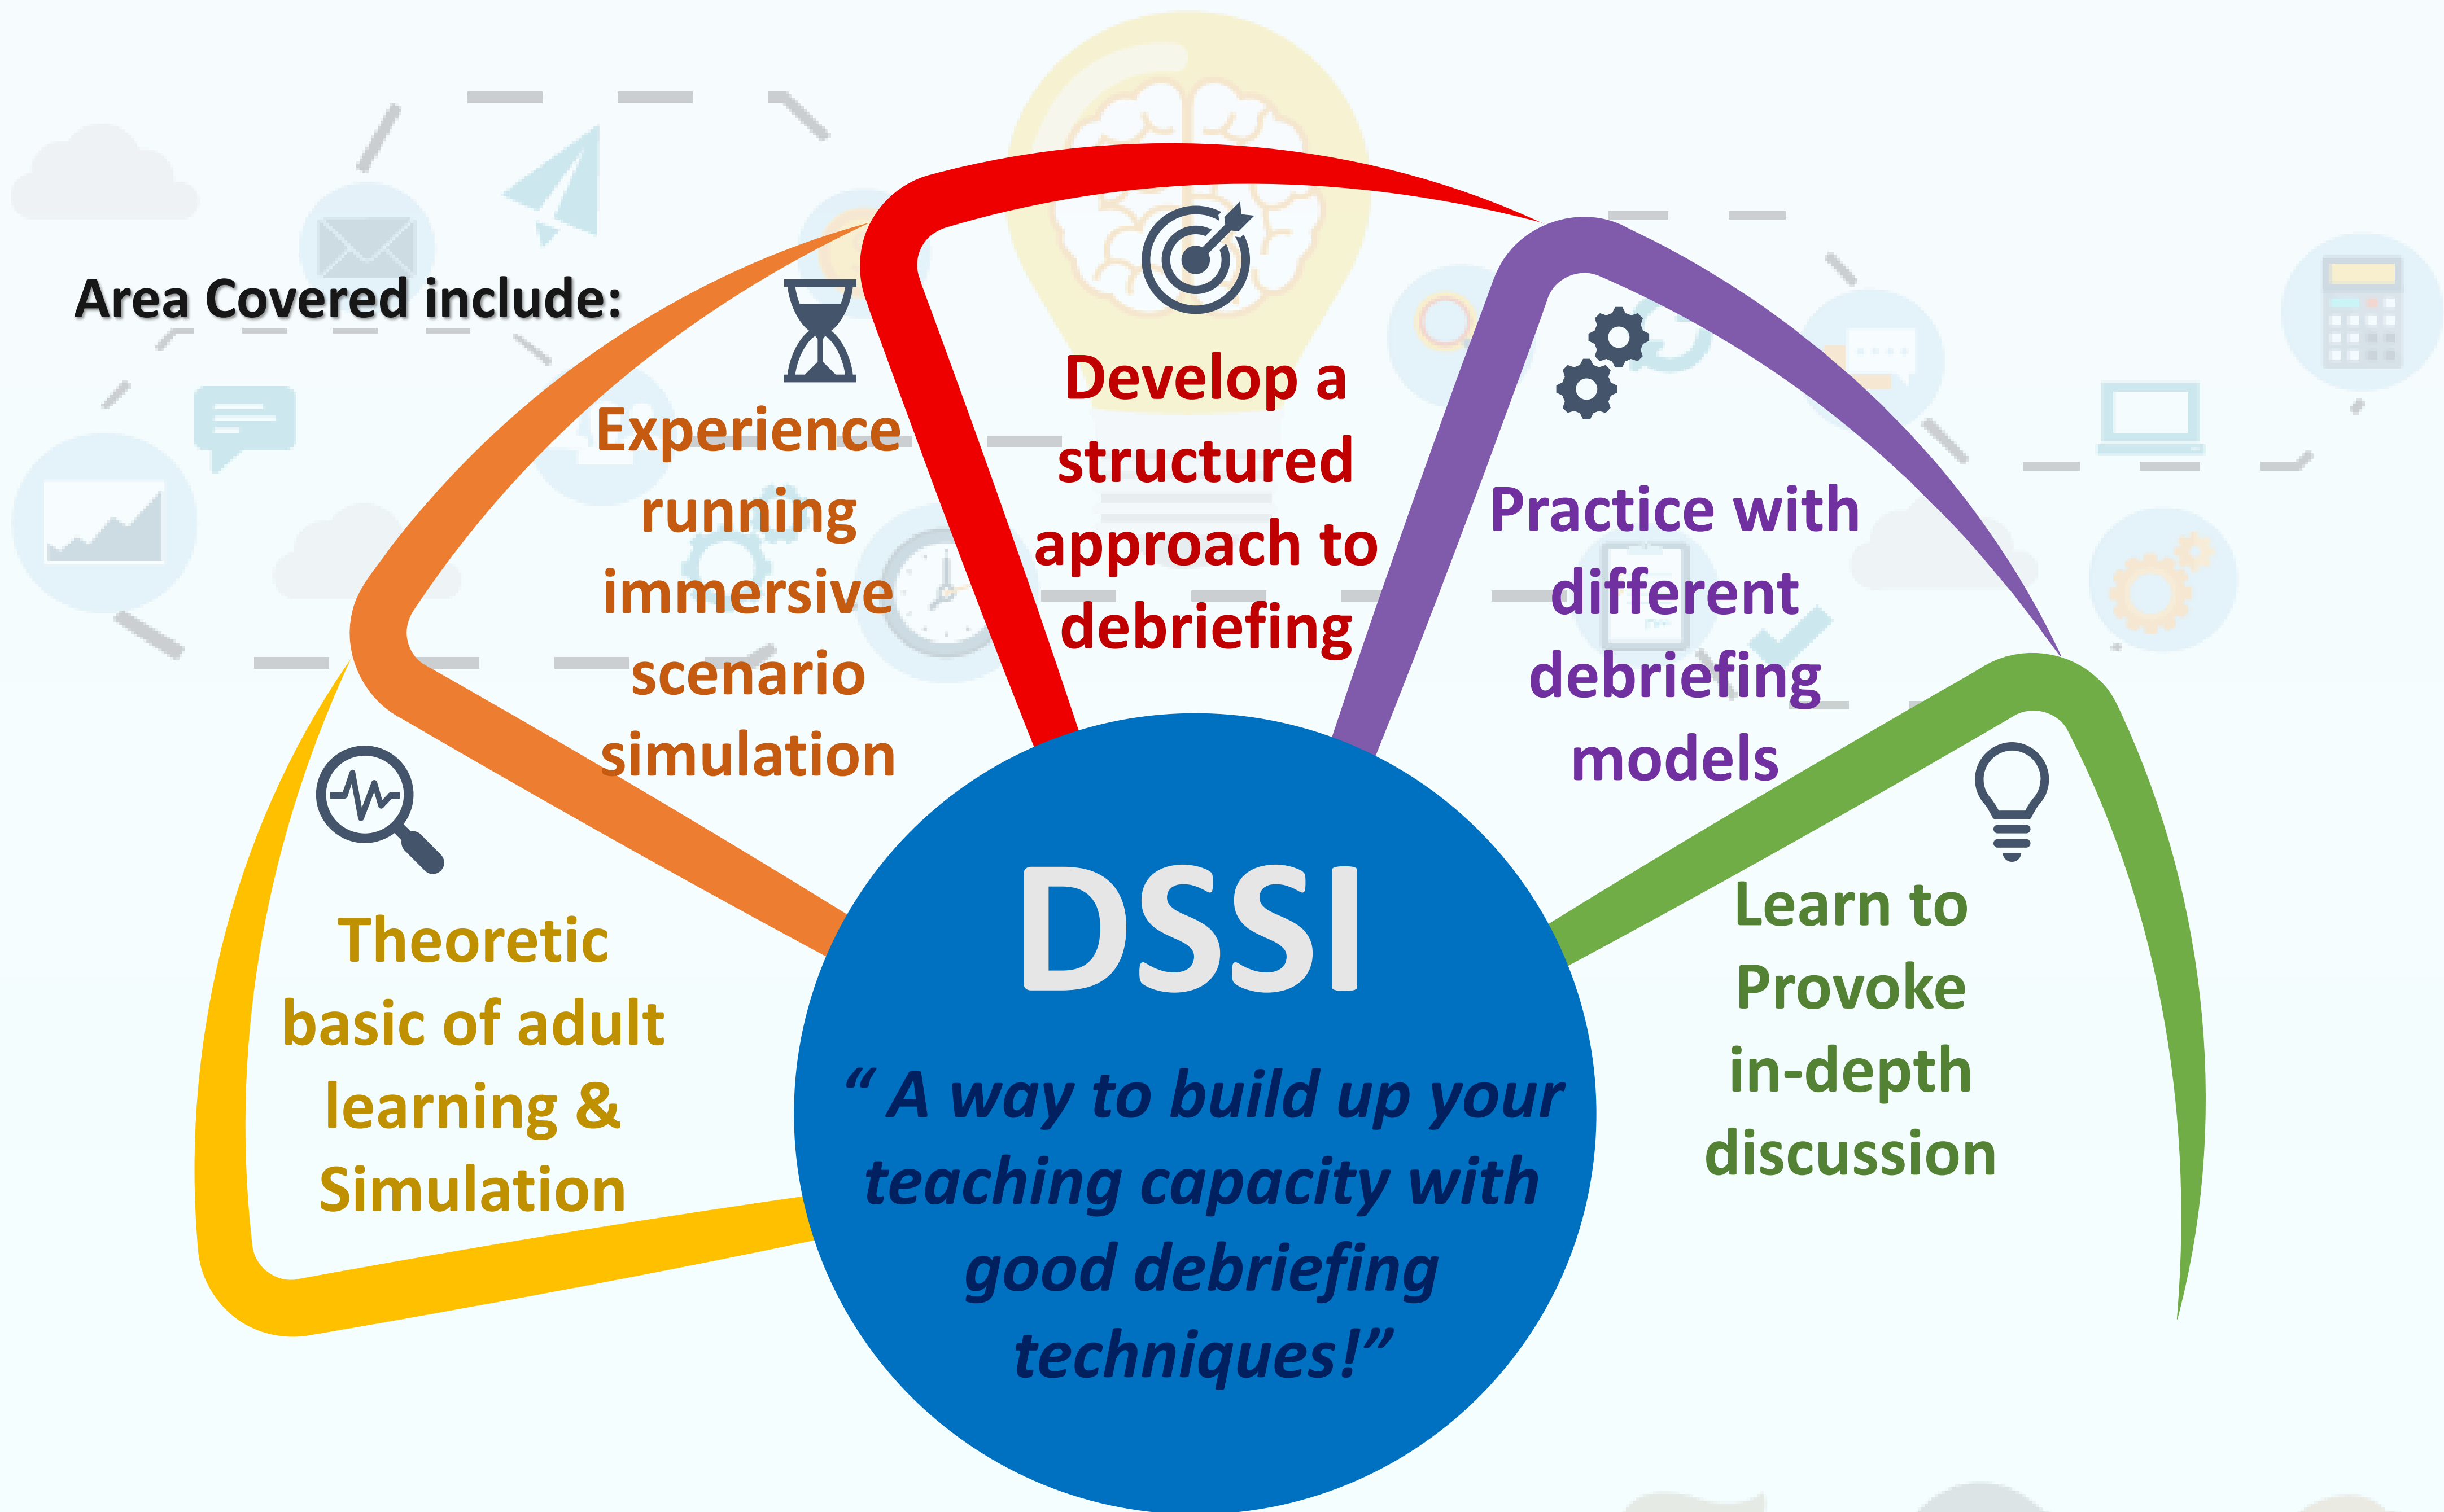 Area Covered include:
Theoretic
basic of adult
learning &
Simulation
Experience
running
immersive
scenario
simulation
Develop a
structured
approach to
debriefing
Practice with
different
debriefing
models
Learn to
Provoke
in-depth
discussion
DSSI
“ A way to build up your
teaching capacity with
good debriefing
techniques!”